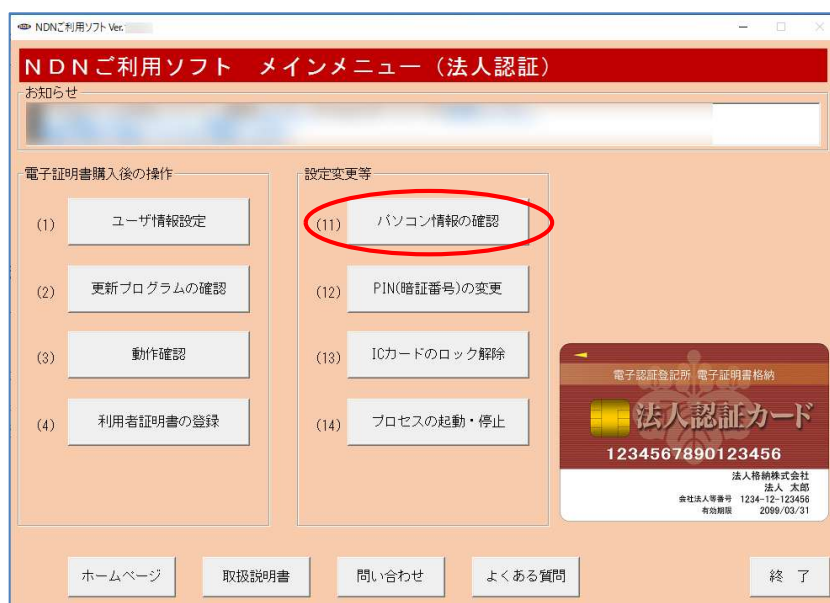 NDNご利用ソフト Ver.
NDNご利用ソフト　メインメニュー（法人認証）
お知らせ
電子証明書購入後の操作
(1) ユーザ情報設定
(2) 更新プログラムの確認
(3) 動作確認
(4) 利用者証明書の登録
設定変更等
(11) パソコン情報の確認
(12) PIN(暗証番号)の変更
(13) ICカードのロック解除
(14) プロセスの起動・停止
電子認証登記所 電子証明書格納
法人認証カード
1234567890123456
法人格納株式会社
法人 太郎
会社法人等番号 1234-12-123456
有効期限 2099/03/31
ホームページ 取扱説明書 問い合わせ よくある質問 終 了